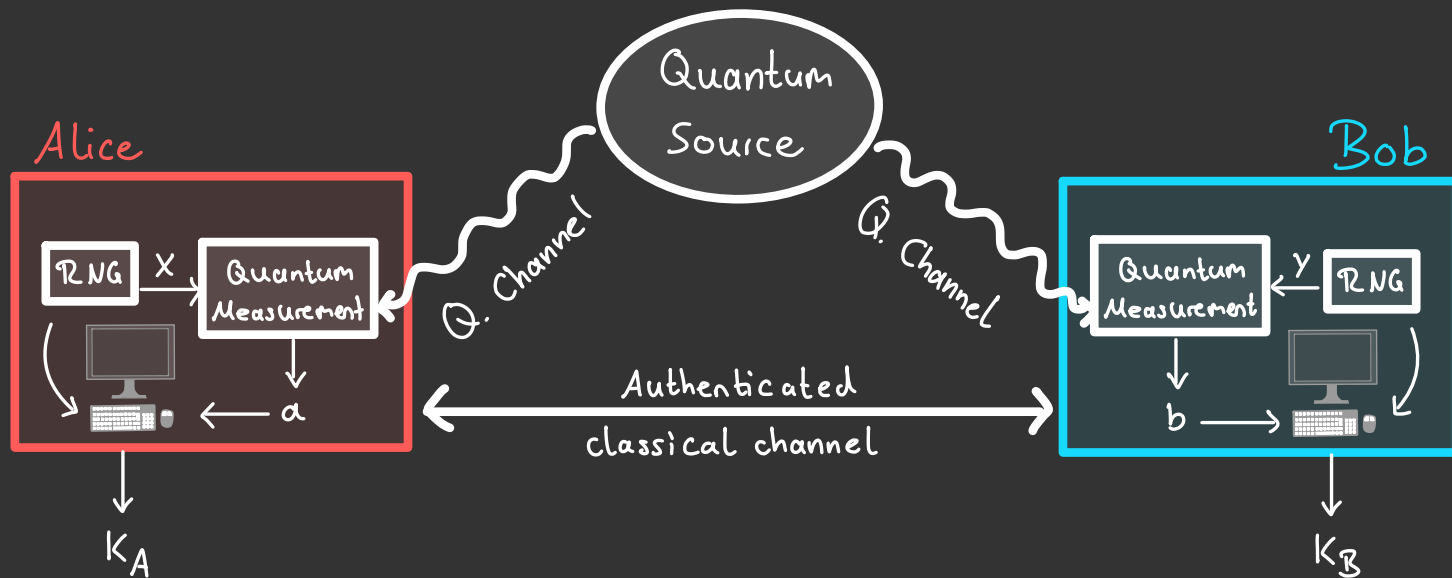 Quantum
Source
Alice
Bob
Q. Channel
Q. Channel
RNG
X
Quantum
Measurement
Quantum
Measurement
y
RNG
a
b
Authenticated
classical channel
KA
KB